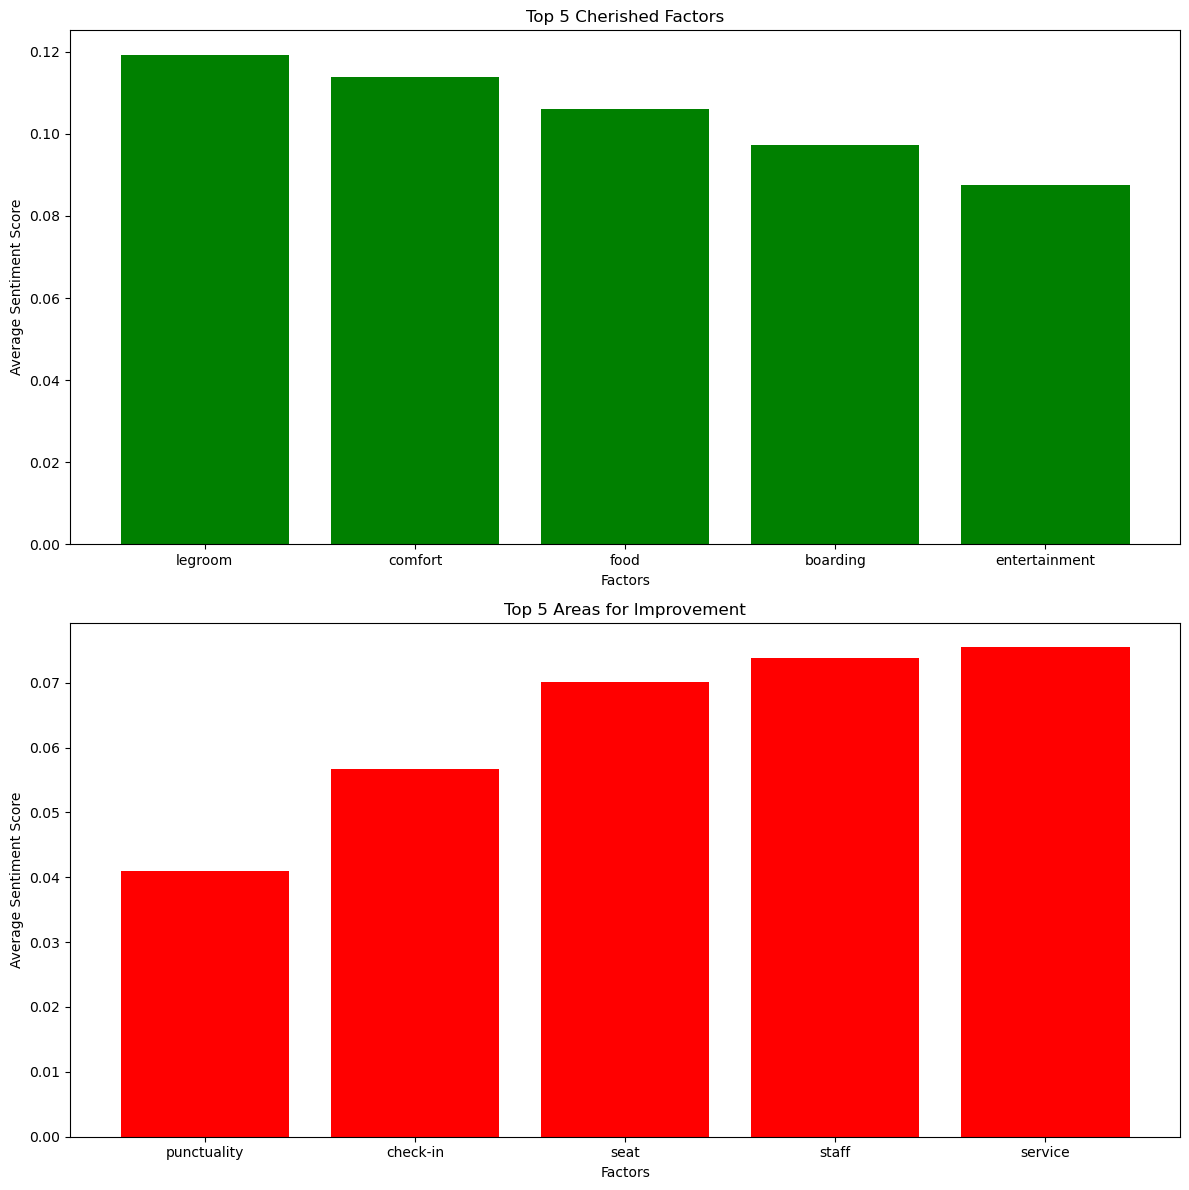 Top 5 Cherished Factors
0.12
0.10
0.08
0.06
0.04
0.02
0.00
Average Sentiment Score
legroom comfort food boarding entertainment
Factors
Top 5 Areas for Improvement
0.07
0.06
0.05
0.04
0.03
0.02
0.01
0.00
Average Sentiment Score
punctuality check-in seat staff service
Factors